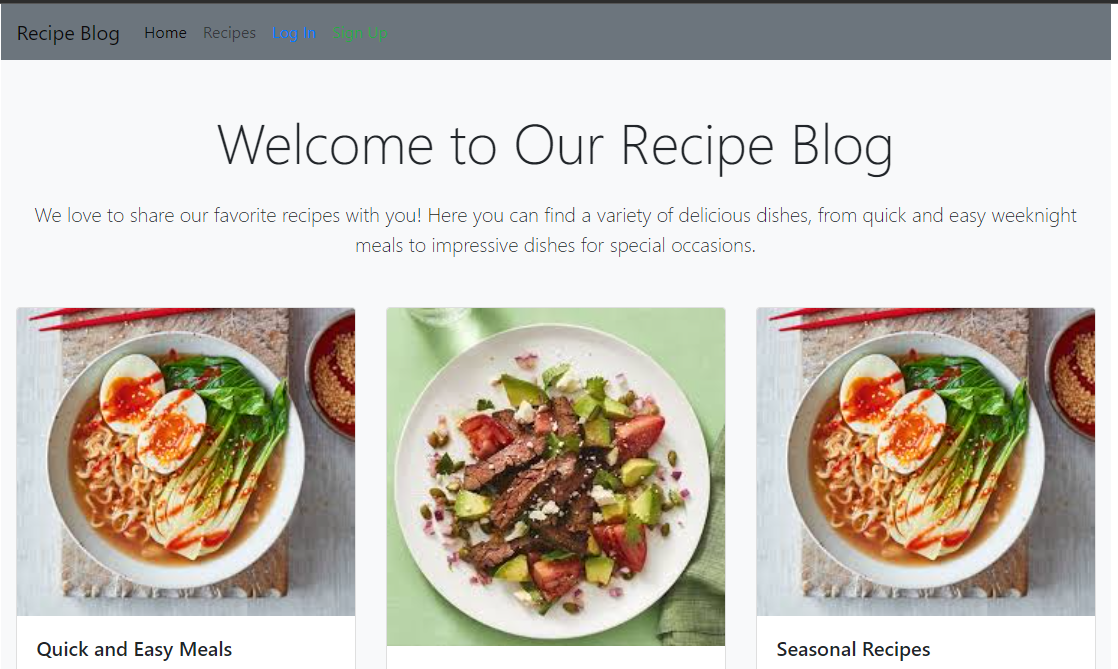 Recipe Blog Home Recipes Log In Sign Up
Welcome to Our Recipe Blog
We love to share our favorite recipes with you! Here you can find a variety of delicious dishes, from quick and easy weeknight
meals to impressive dishes for special occasions.
Quick and Easy Meals
Seasonal Recipes